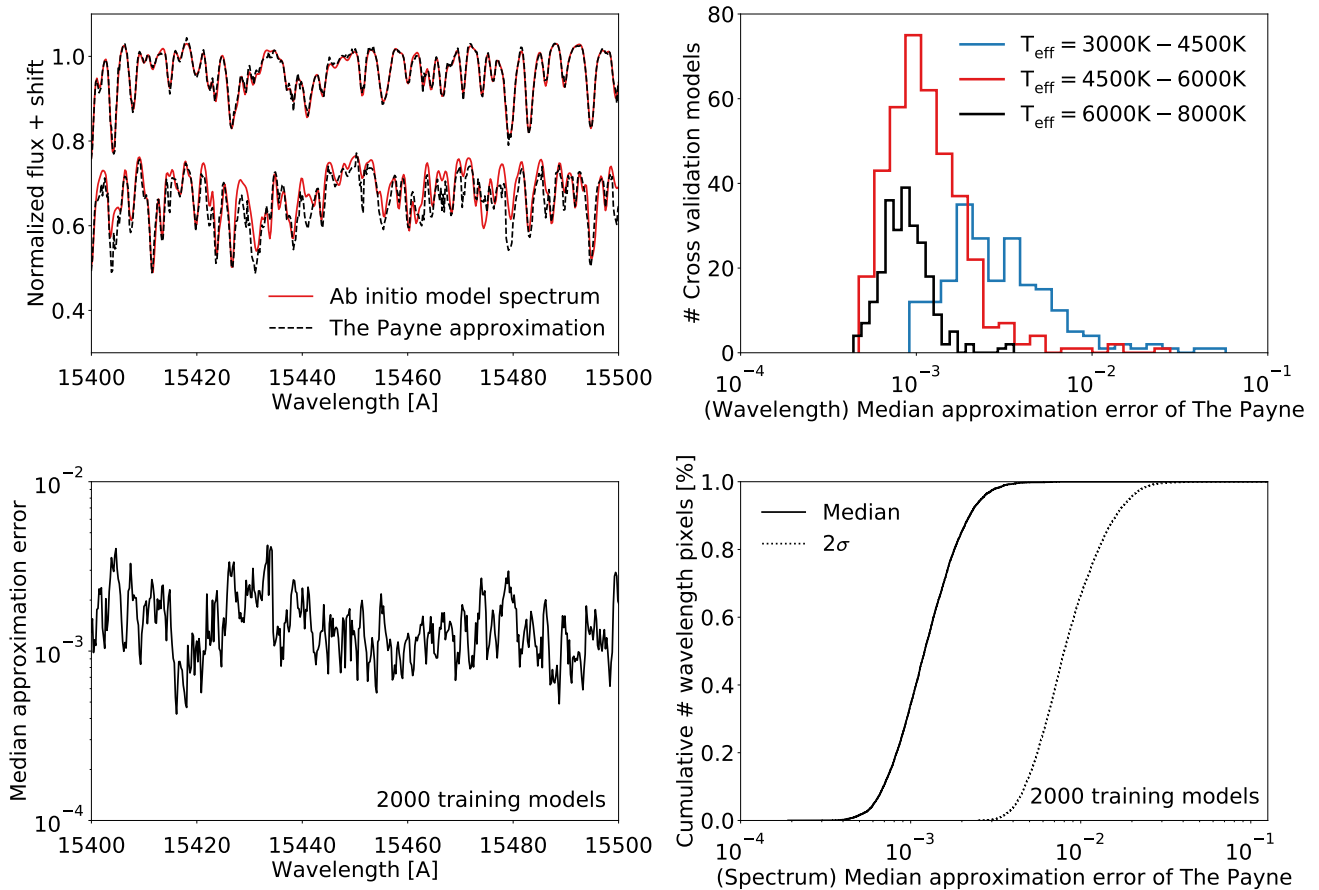 Normalized flux + shift
1.0
0.8
0.6
0.4
Ab initio model spectrum
The Payne approximation
15400 15420 15440 15460 15480 15500
Wavelength [A]
# Cross validation models
80
60
40
20
0
T_eff = 3000K − 4500K
T_eff = 4500K − 6000K
T_eff = 6000K − 8000K
10^−4 10^−3 10^−2 10^−1
(Wavelength) Median approximation error of The Payne
Median approximation error
10^−2
10^−3
10^−4
2000 training models
15400 15420 15440 15460 15480 15500
Wavelength [A]
Cumulative # wavelength pixels [%]
1.0
0.8
0.6
0.4
0.2
0.0
Median
2σ
2000 training models
10^−4 10^−3 10^−2 10^−1
(Spectrum) Median approximation error of The Payne